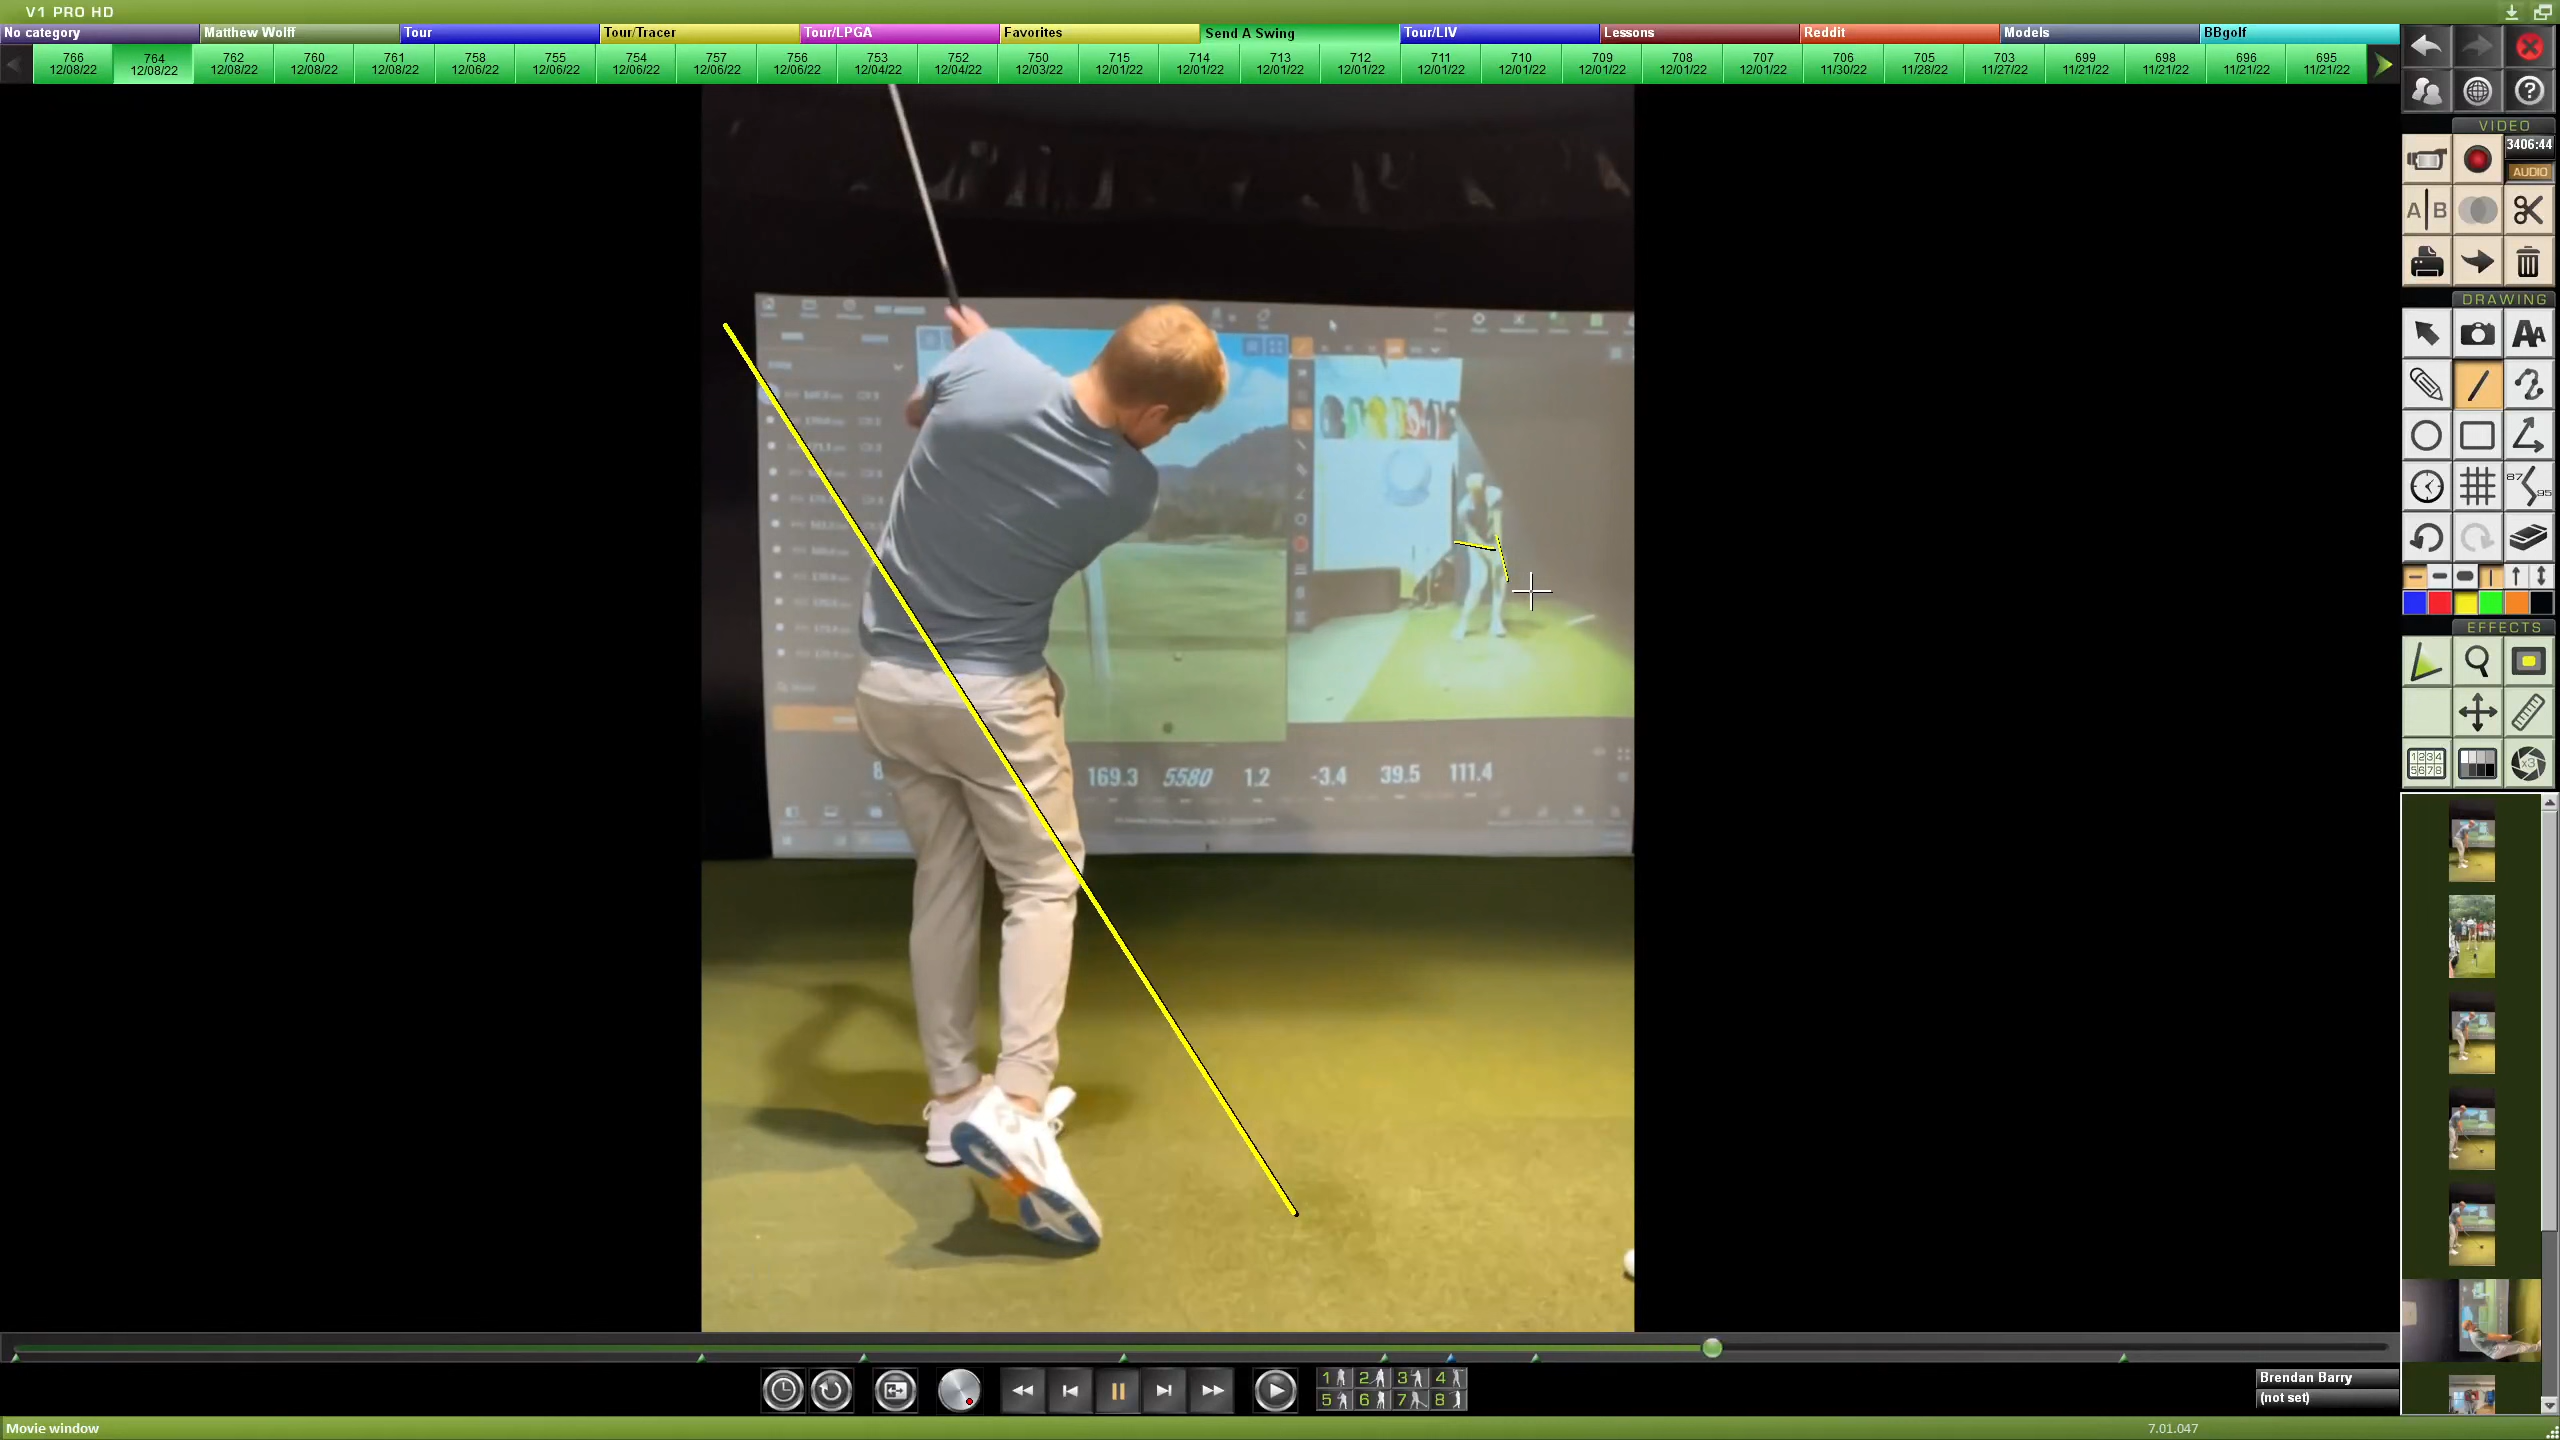 V1 PRO HD
No category
Matthew Wolff
Tour
Tour/Tracer
Tour/LPGA
Favorites
Send A Swing
Tour/LIV
Lessons
Reddit
Models
BBgolf
766 764 762 760 761 758 755 754 757 756 753 752 750 715 714 713 712 711 710 709 708 707 706 705 703 699 698 696 695
12/08/22 12/08/22 12/08/22 12/08/22 12/08/22 12/06/22 12/06/22 12/06/22 12/06/22 12/06/22 12/04/22 12/04/22 12/03/22 12/01/22 12/01/22 12/01/22 12/01/22 12/01/22 12/01/22 12/01/22 12/01/22 12/01/22 11/30/22 11/28/22 11/27/22 11/21/22 11/21/22 11/21/22 11/21/22
VIDEO
3406:44
AUDIO
A|B
DRAWING
AA
87
95
EFFECTS
1234
5678
x3
169.3 5580 1.2 -3.4 39.5 111.4
1 2 3 4
5 6 7 8
Brendan Barry
(not set)
Movie window
7.01.047